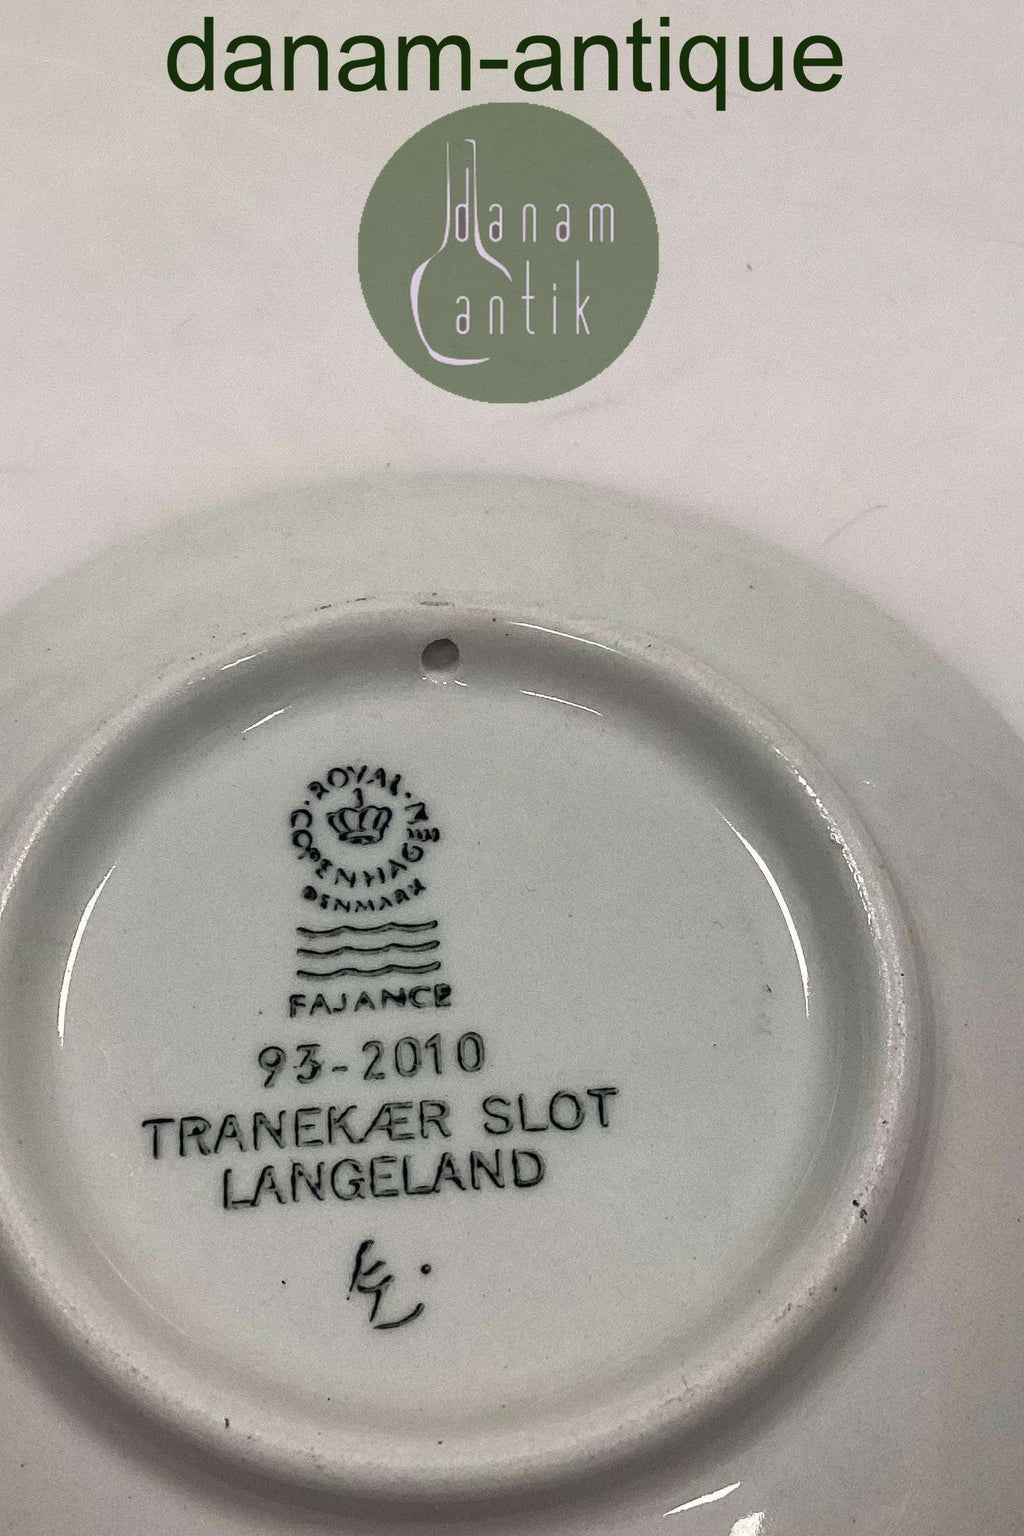 danam-antique
danam
antik
ROYAL
COPENHAGEN
DENMARK
FAJANCE
93-2010
TRANEKÆR SLOT
LANGELAND